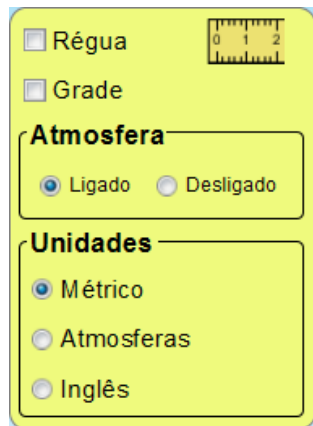 Régua
0 1 2
Grade
Atmosfera
Ligado Desligado
Unidades
Métrico
Atmosferas
Inglês